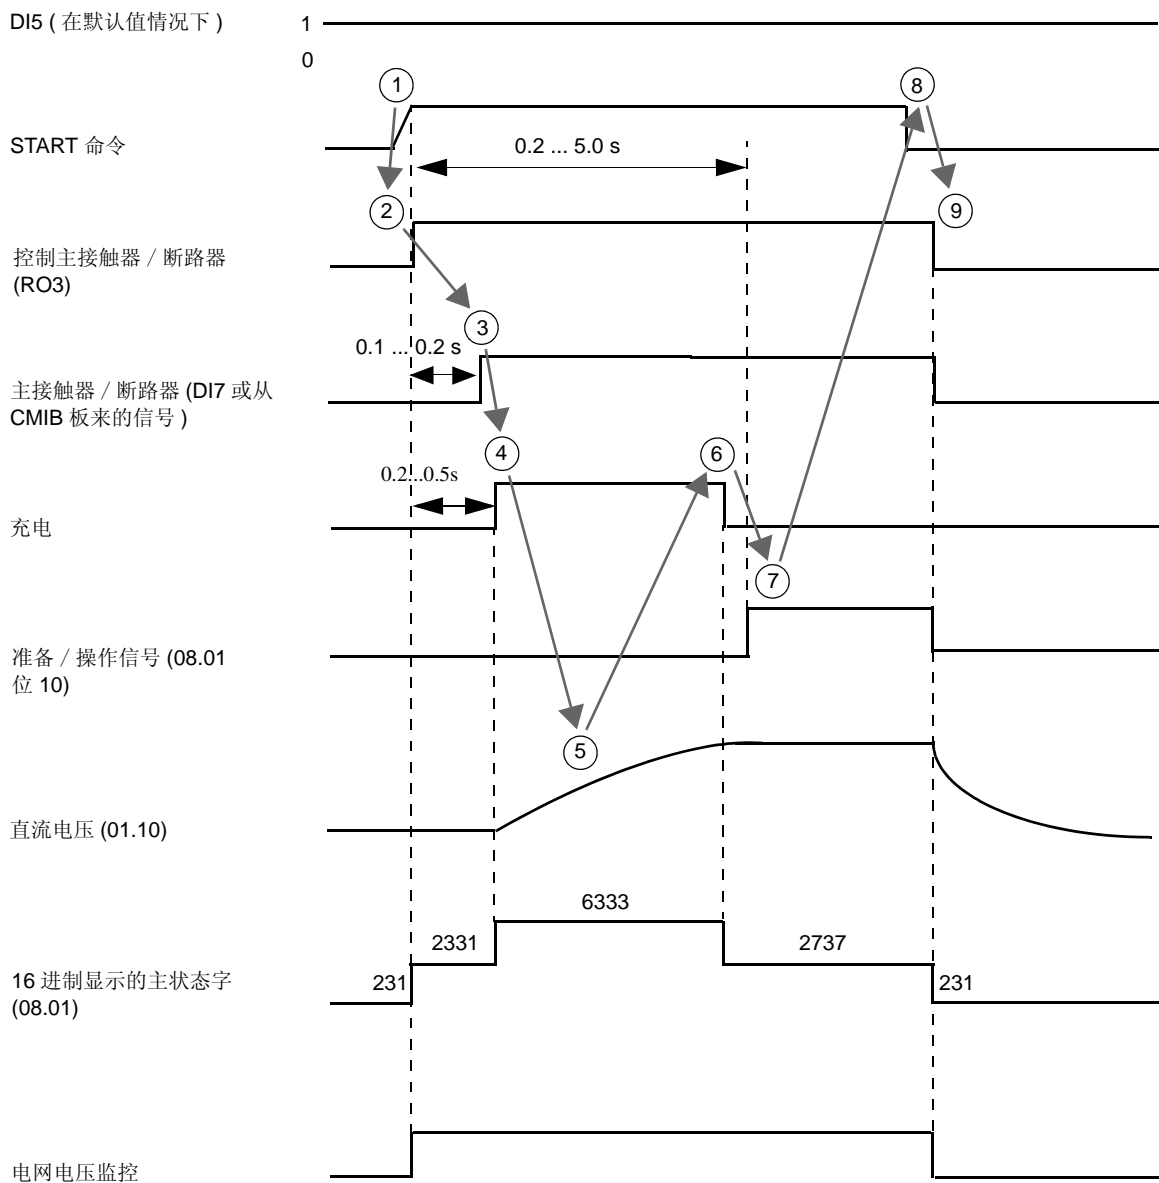 DI5 ( 在默认值情况下 )
1
0
1
8
START 命令
0.2 ... 5.0 s
2
9
控制主接触器 / 断路器
(RO3)
3
0.1 ... 0.2 s
主接触器 / 断路器 (DI7 或从
CMIB 板来的信号 )
4
6
0.2...0.5s
充电
7
准备 / 操作信号 (08.01
位 10)
5
直流电压 (01.10)
6333
2331
2737
16 进制显示的主状态字
(08.01)
231
231
电网电压监控